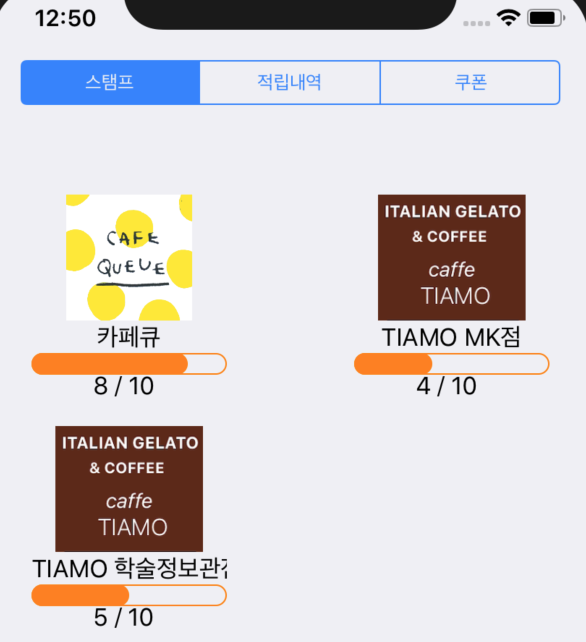 12:50
스탬프
적립내역
쿠폰
CAFE
QUEUE
카페큐
8 / 10
ITALIAN GELATO
& COFFEE
caffe
TIAMO
TIAMO MK점
4 / 10
ITALIAN GELATO
& COFFEE
caffe
TIAMO
TIAMO 학술정보관
5 / 10